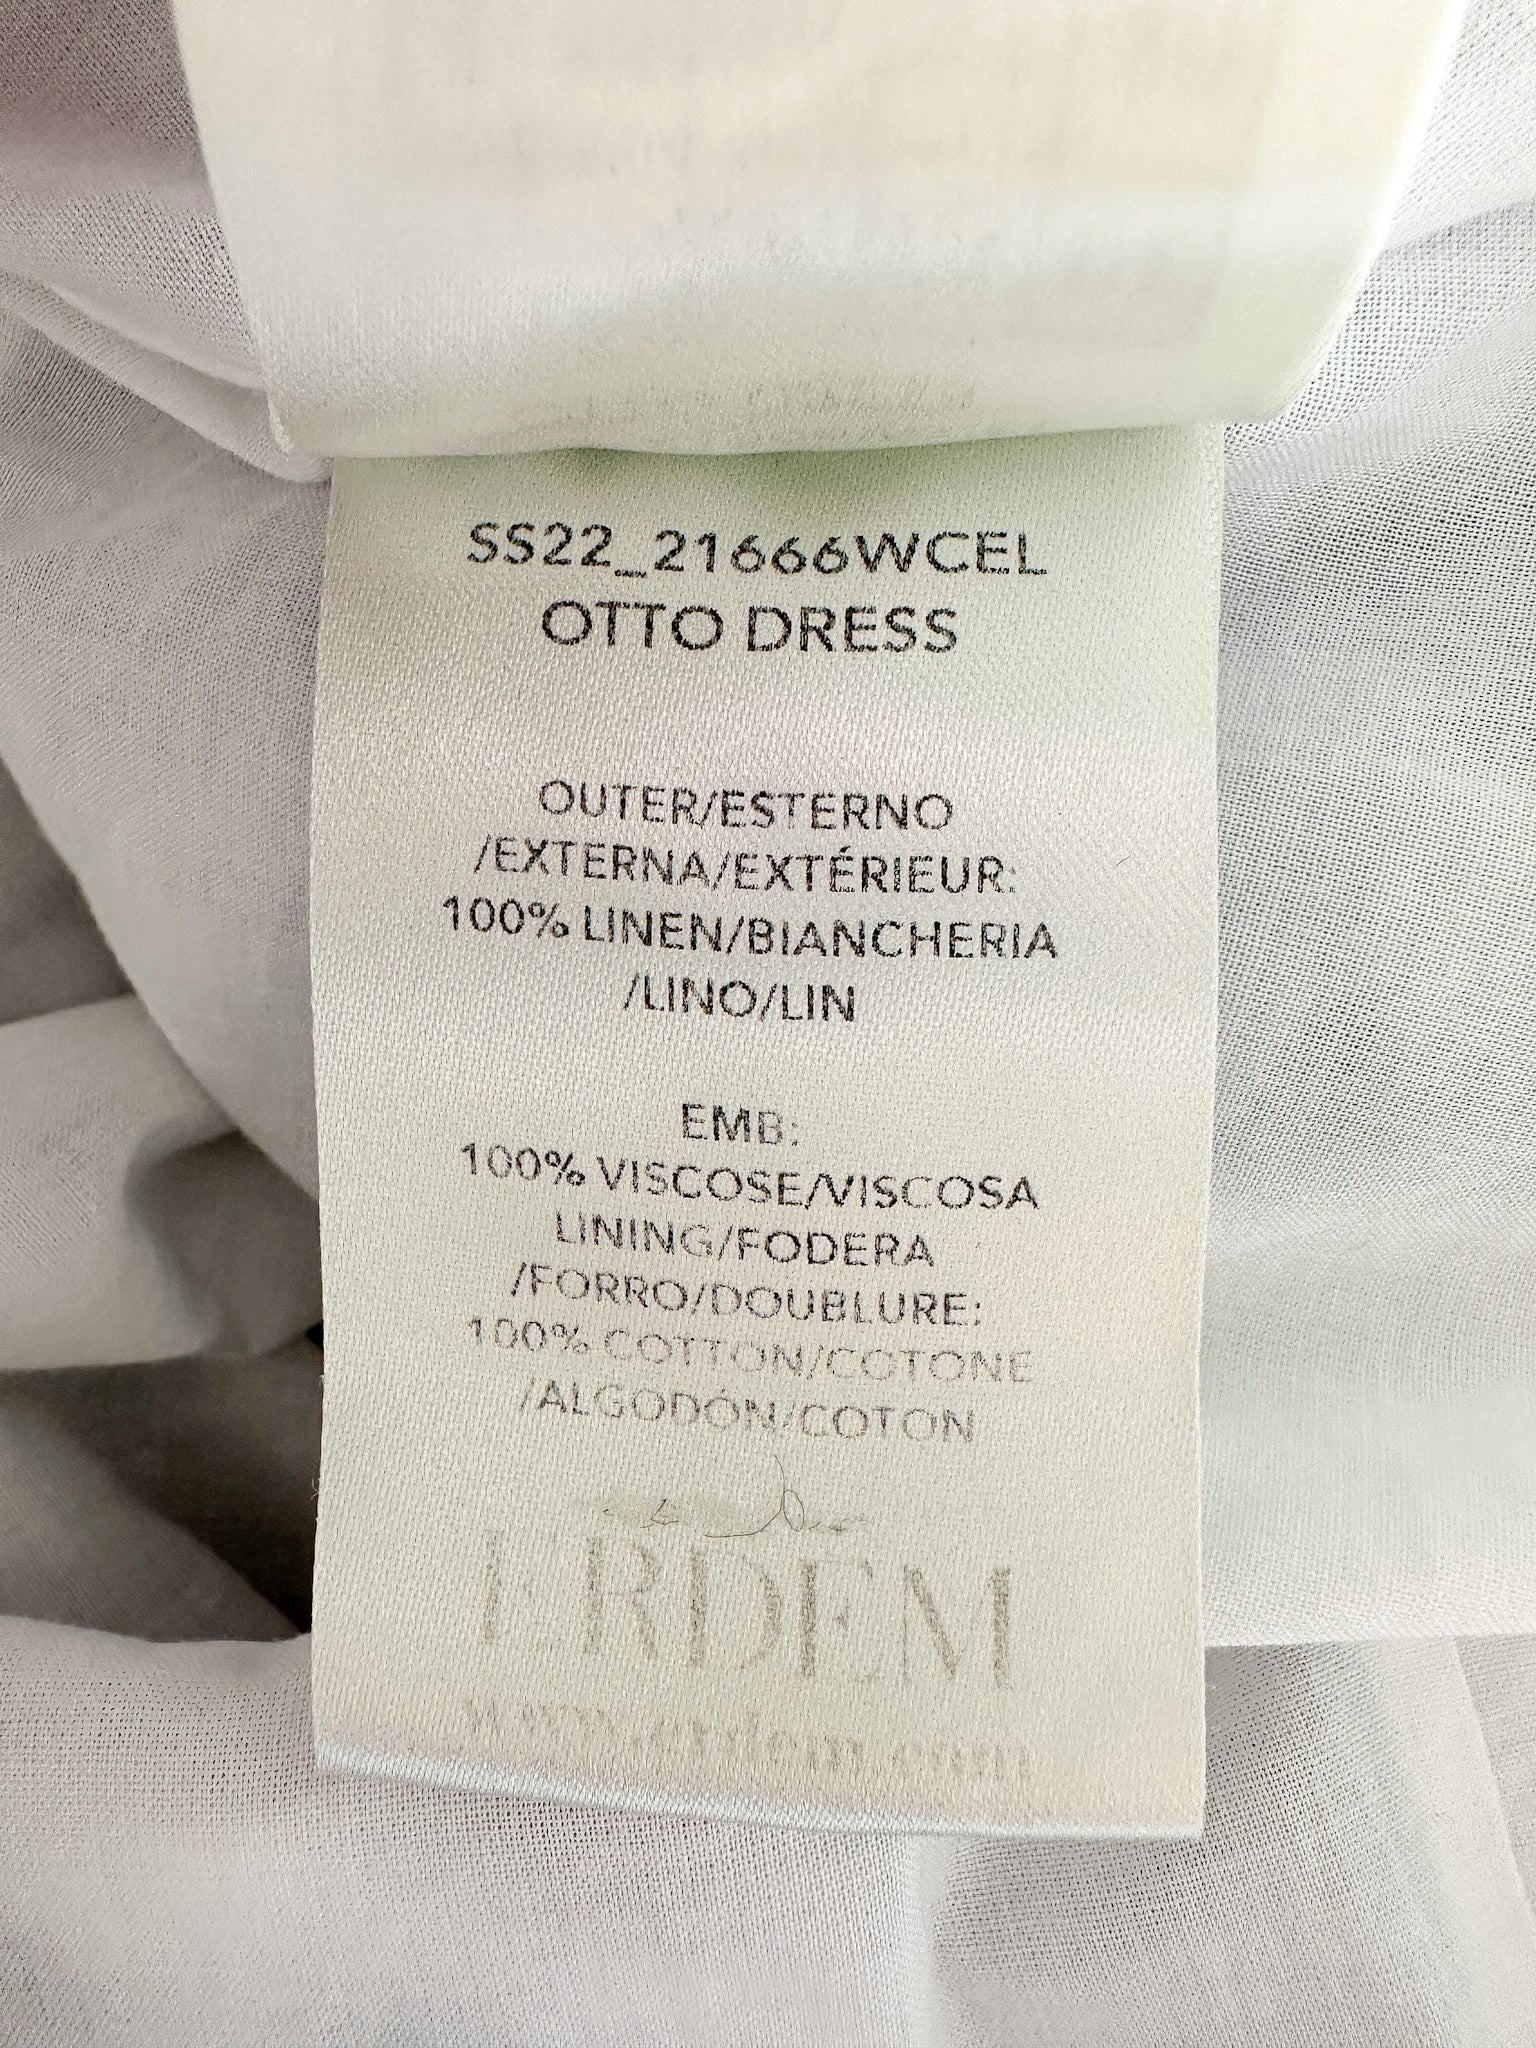 SS22_21666WCEL
OTTO DRESS
OUTER/ESTERNO
/EXTERNA/EXTÉRIEUR:
100% LINEN/BIANCHERIA
/LINO/LIN
EMB:
100% VISCOSE/VISCOSA
LINING/FODERA
/FORRO/DOUBLURE:
100% COTTON/COTONE
/ALGODÓN/COTON
ERDEM